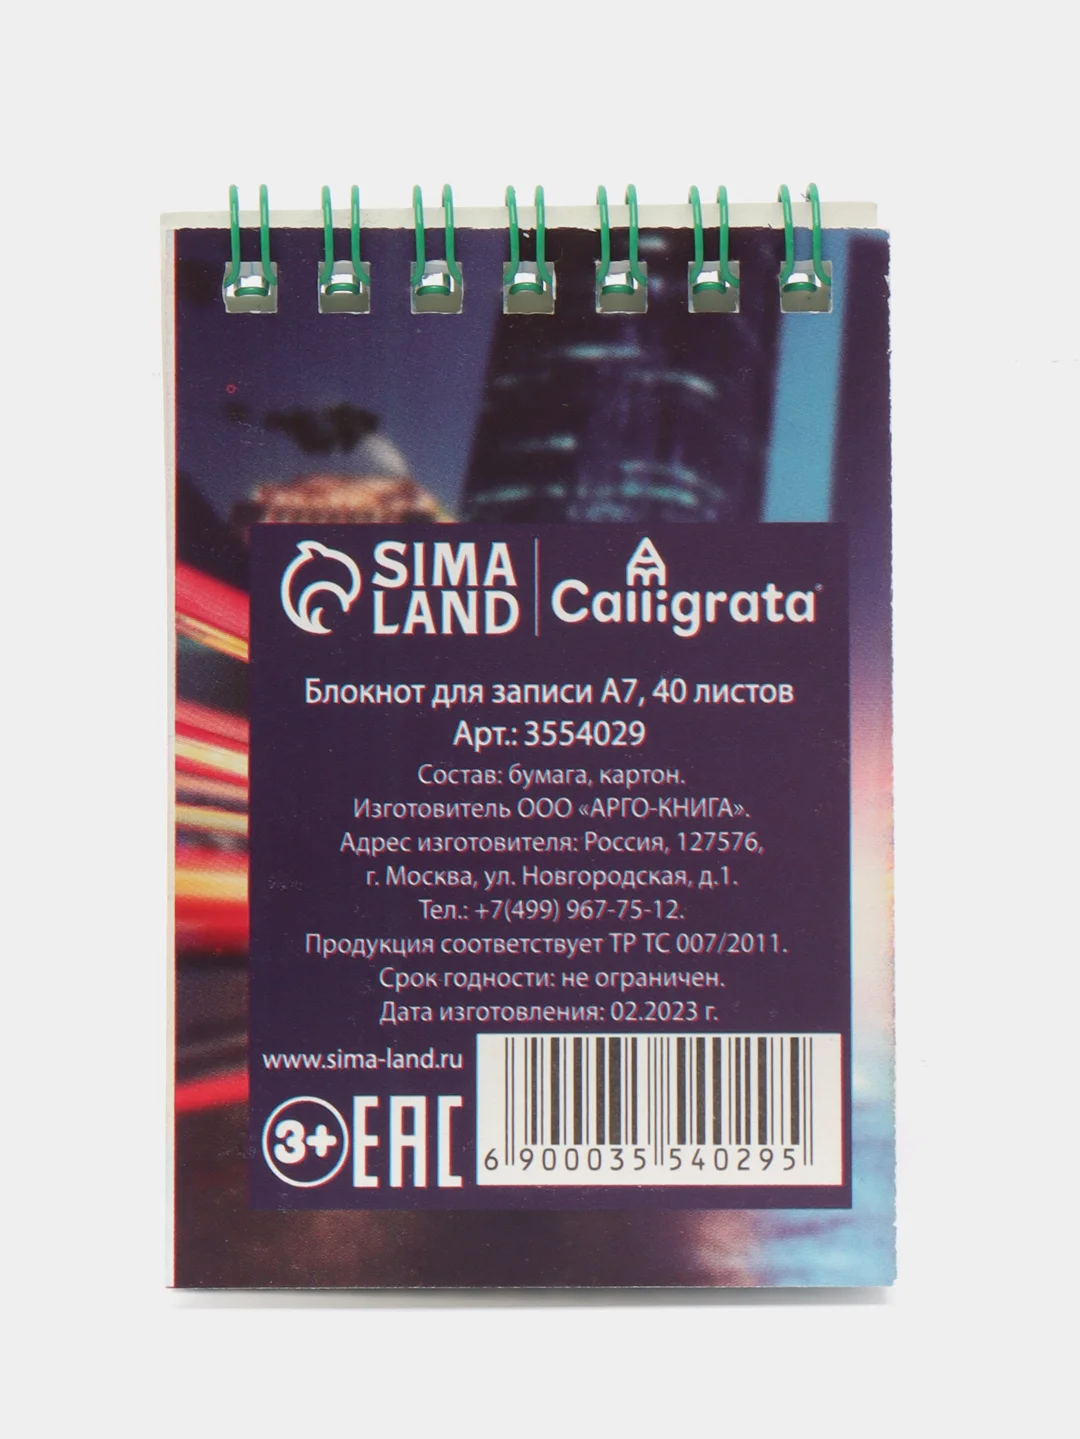 SIMA
LAND
Calligrata®
Блокнот для записи А7, 40 листов
Арт.: 3554029
Состав: бумага, картон.
Изготовитель ООО «АРГО-КНИГА».
Адрес изготовителя: Россия, 127576,
г. Москва, ул. Новгородская, д.1.
Тел.: +7(499) 967-75-12.
Продукция соответствует ТР ТС 007/2011.
Срок годности: не ограничен.
Дата изготовления: 02.2023 г.
www.sima-land.ru
3+ EAC
6 900035 540295